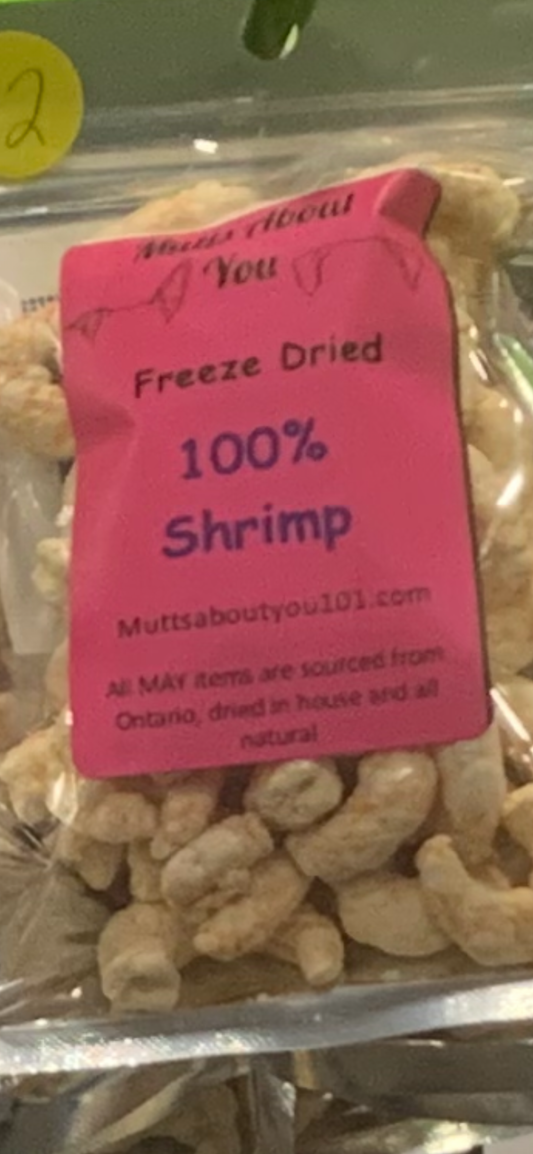 2
Mutts About
You
Freeze Dried
100%
Shrimp
Muttsaboutyou101.com
All MAY items are sourced from
Ontario, dried in house and all
natural